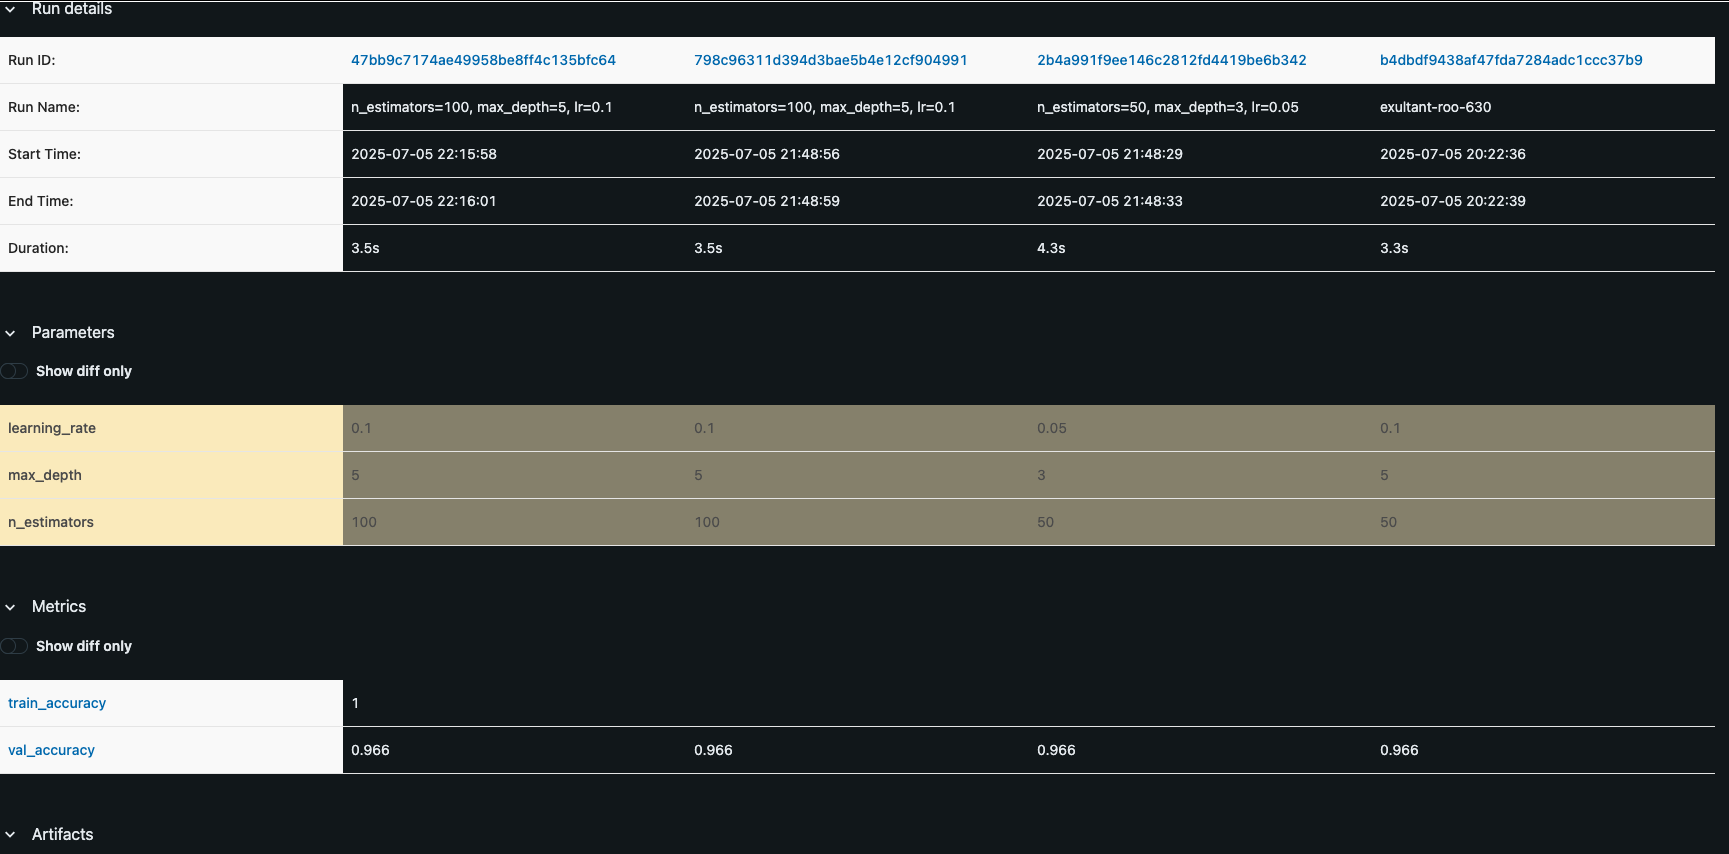 Run details
Run ID: 47bb9c7174ae49958be8ff4c135bfc64 798c96311d394d3bae5b4e12cf904991 2b4a991f9ee146c2812fd4419be6b342 b4dbdf9438af47fda7284adc1ccc37b9
Run Name: n_estimators=100, max_depth=5, lr=0.1 n_estimators=100, max_depth=5, lr=0.1 n_estimators=50, max_depth=3, lr=0.05 exultant-roo-630
Start Time: 2025-07-05 22:15:58 2025-07-05 21:48:56 2025-07-05 21:48:29 2025-07-05 20:22:36
End Time: 2025-07-05 22:16:01 2025-07-05 21:48:59 2025-07-05 21:48:33 2025-07-05 20:22:39
Duration: 3.5s 3.5s 4.3s 3.3s
Parameters
Show diff only
learning_rate 0.1 0.1 0.05 0.1
max_depth 5 5 3 5
n_estimators 100 100 50 50
Metrics
Show diff only
train_accuracy 1
val_accuracy 0.966 0.966 0.966 0.966
Artifacts